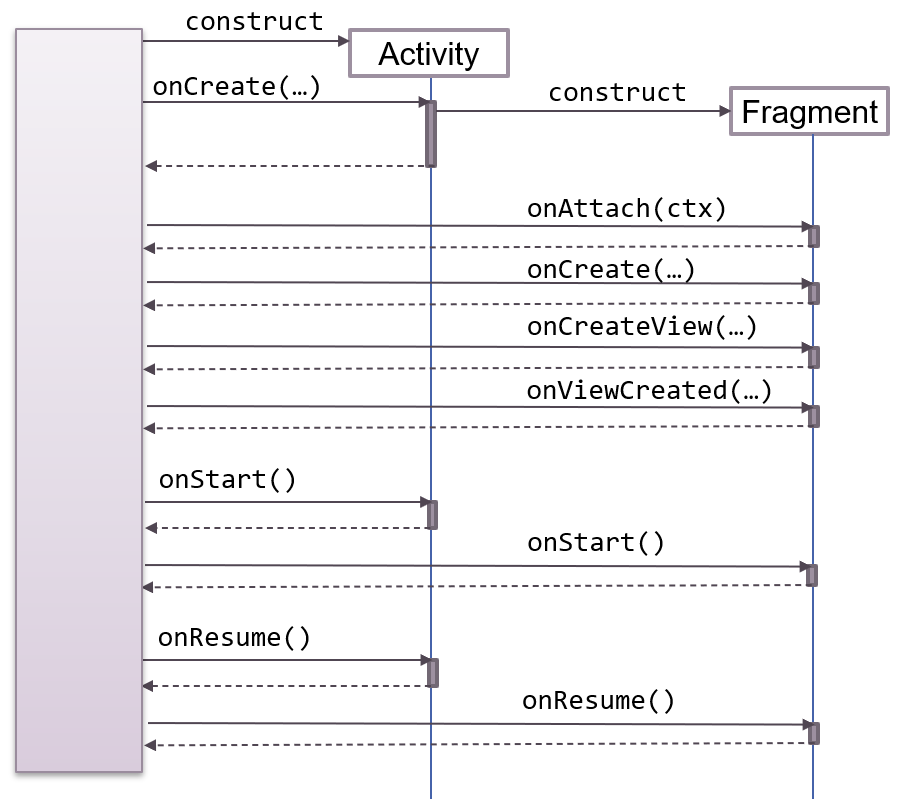 construct
Activity
onCreate(…)
construct
Fragment
onAttach(ctx)
onCreate(…)
onCreateView(…)
onViewCreated(…)
onStart()
onStart()
onResume()
onResume()